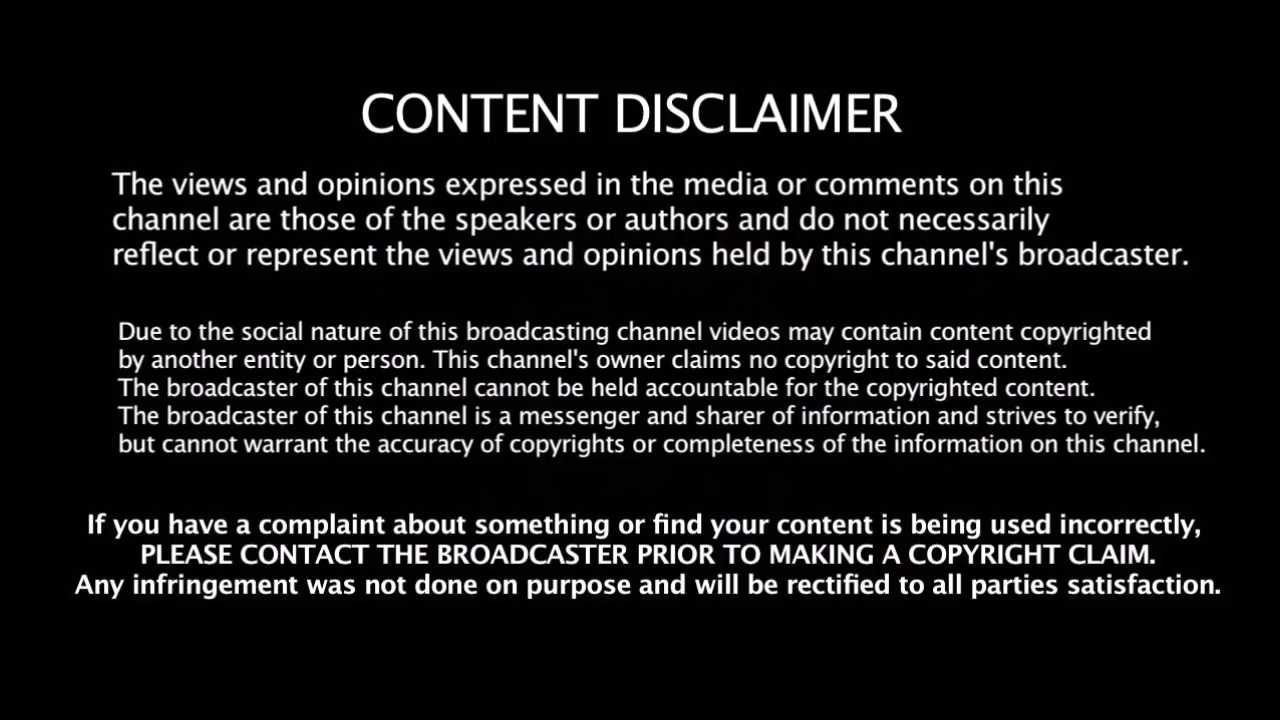 CONTENT DISCLAIMER
The views and opinions expressed in the media or comments on this
channel are those of the speakers or authors and do not necessarily
reflect or represent the views and opinions held by this channel's broadcaster.
Due to the social nature of this broadcasting channel videos may contain content copyrighted
by another entity or person. This channel's owner claims no copyright to said content.
The broadcaster of this channel cannot be held accountable for the copyrighted content.
The broadcaster of this channel is a messenger and sharer of information and strives to verify,
but cannot warrant the accuracy of copyrights or completeness of the information on this channel.
If you have a complaint about something or find your content is being used incorrectly,
PLEASE CONTACT THE BROADCASTER PRIOR TO MAKING A COPYRIGHT CLAIM.
Any infringement was not done on purpose and will be rectified to all parties satisfaction.